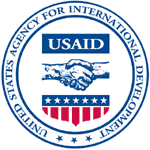 UNITED STATES AGENCY FOR INTERNATIONAL DEVELOPMENT
USAID